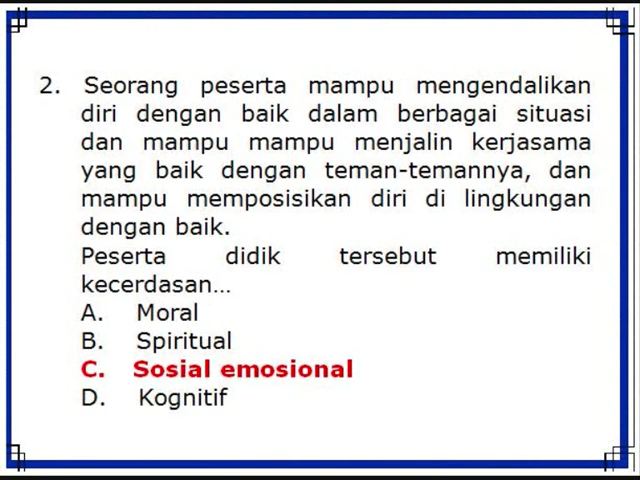 2. Seorang peserta mampu mengendalikan
diri dengan baik dalam berbagai situasi
dan mampu mampu menjalin kerjasama
yang baik dengan teman-temannya, dan
mampu memposisikan diri di lingkungan
dengan baik.
Peserta didik tersebut memiliki
kecerdasan...
A. Moral
B. Spiritual
C. Sosial emosional
D. Kognitif